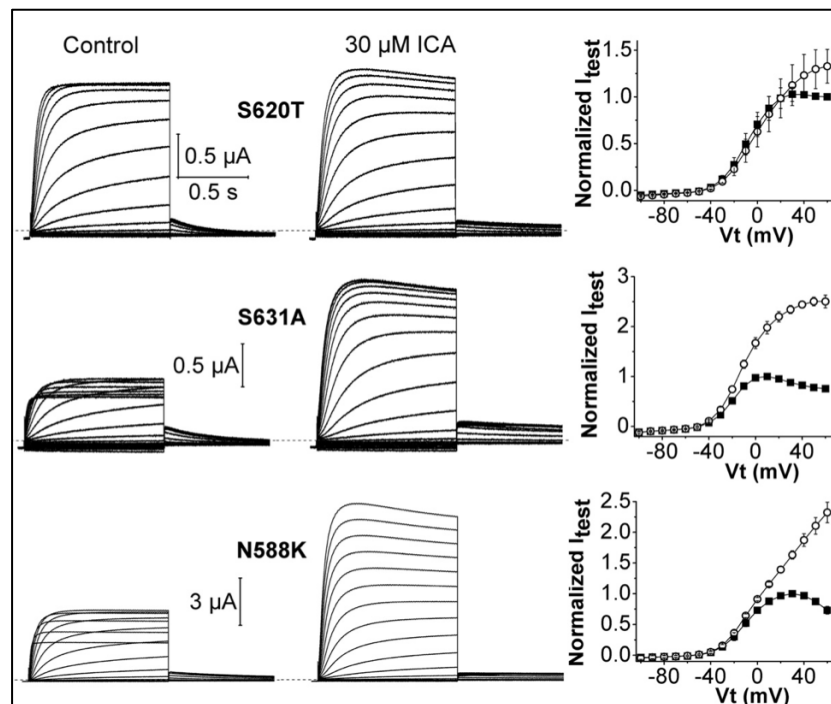 Control 30 µM ICA
S620T
0.5 µA
0.5 s
Normalized I_test
1.5
1.0
0.5
0.0
-80 -40 0 40
Vt (mV)
S631A
0.5 µA
Normalized I_test
3
2
1
0
-80 -40 0 40
Vt (mV)
N588K
3 µA
Normalized I_test
2.5
2.0
1.5
1.0
0.5
0.0
-80 -40 0 40
Vt (mV)